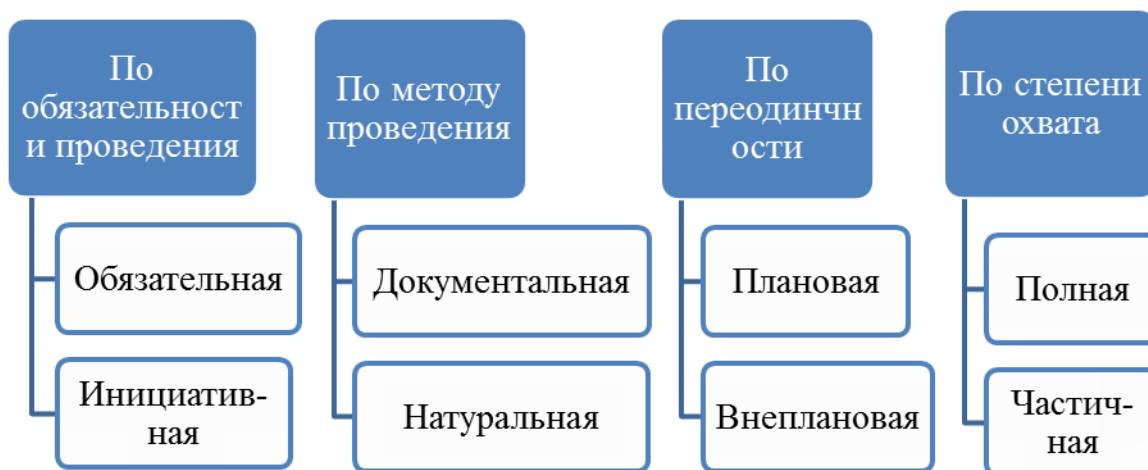 По
обязательност
и проведения
Обязательная
Инициатив-
ная
По методу
проведения
Документальная
Натуральная
По
переодинчн
ости
Плановая
Внеплановая
По степени
охвата
Полная
Частич-
ная